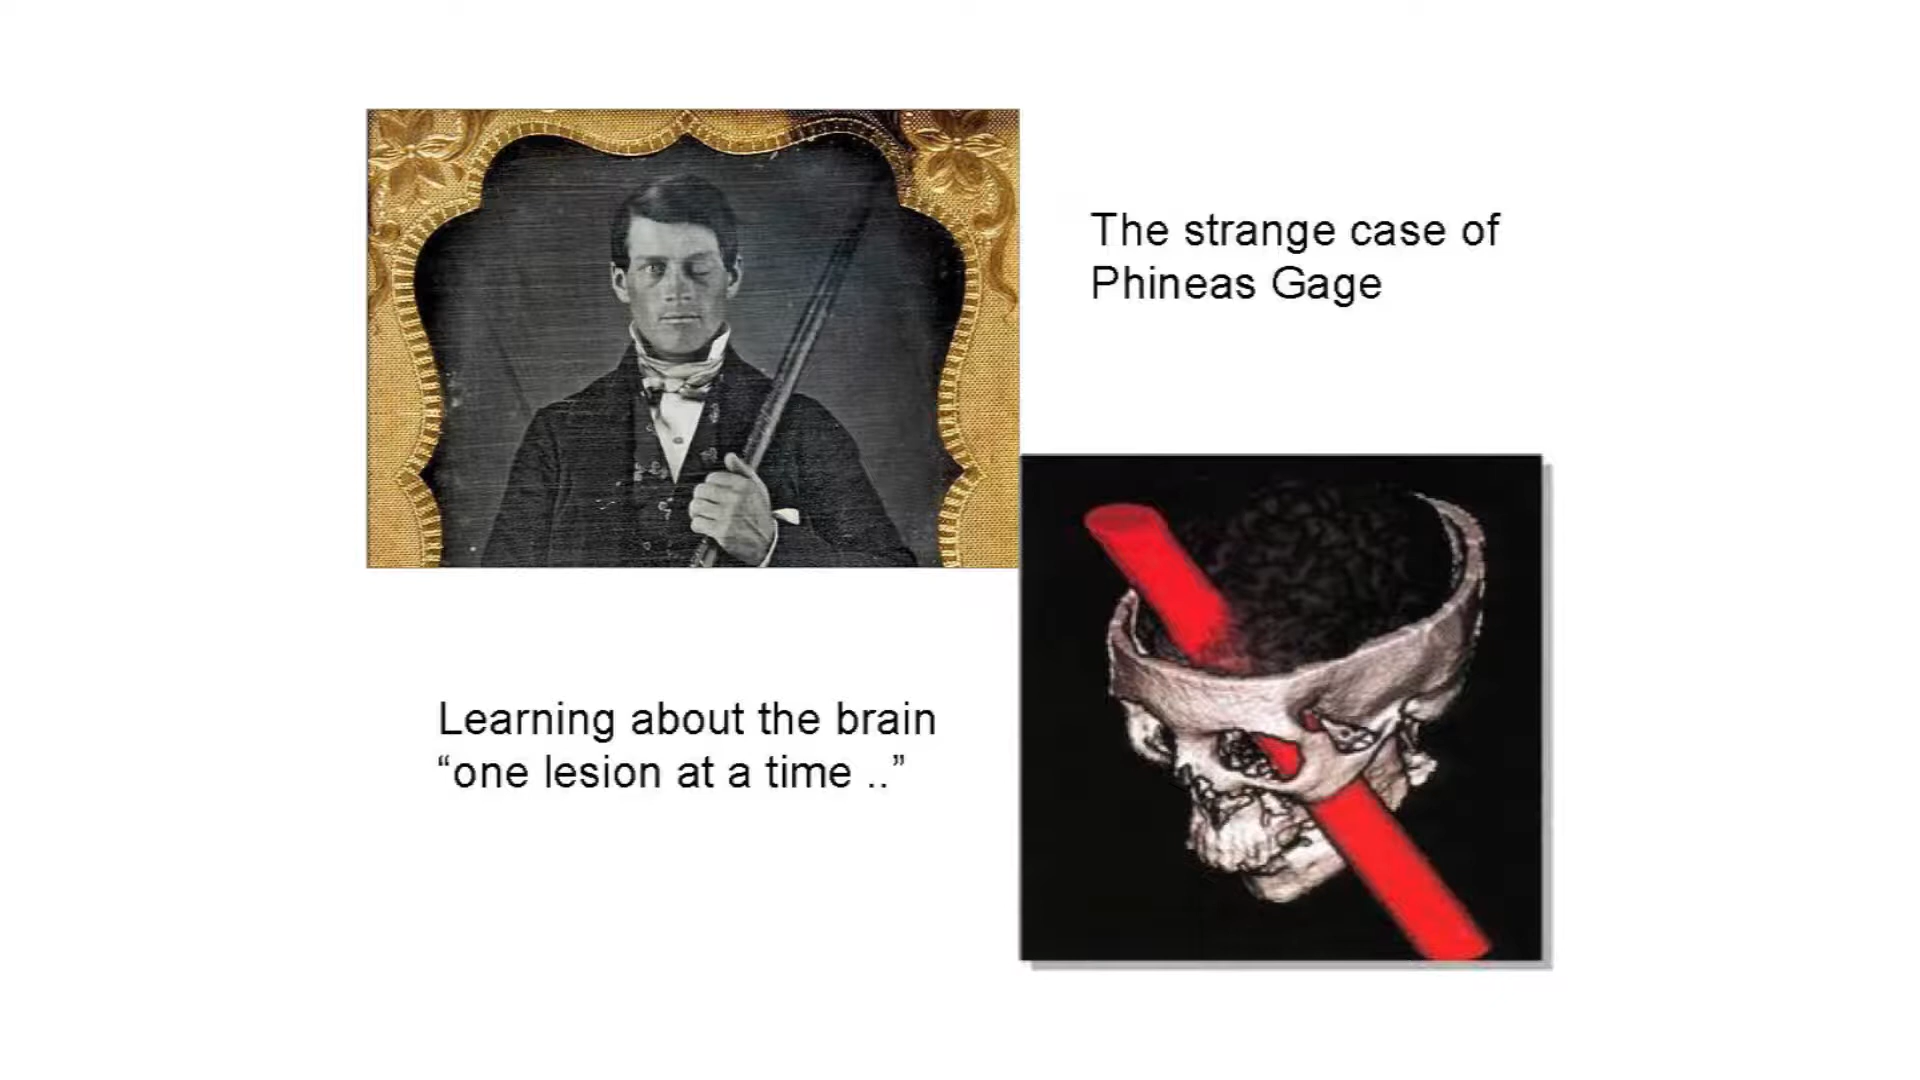 The strange case of
Phineas Gage
Learning about the brain
“one lesion at a time ..”